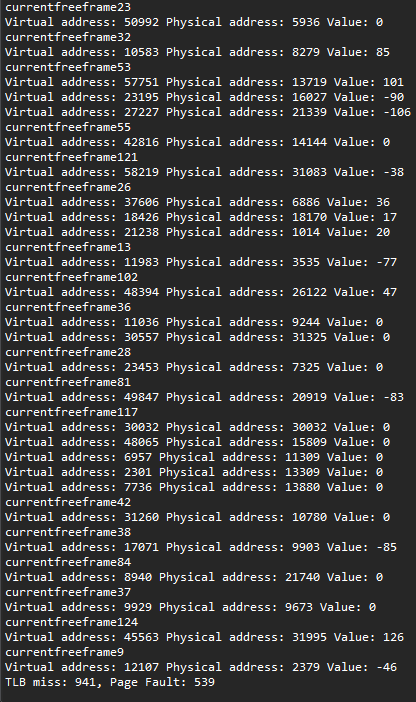 currentfreeframe23
Virtual address: 50992 Physical address: 5936 Value: 0
currentfreeframe32
Virtual address: 10583 Physical address: 8279 Value: 85
currentfreeframe53
Virtual address: 57751 Physical address: 13719 Value: 101
Virtual address: 23195 Physical address: 16027 Value: -90
Virtual address: 27227 Physical address: 21339 Value: -106
currentfreeframe55
Virtual address: 42816 Physical address: 14144 Value: 0
currentfreeframe121
Virtual address: 58219 Physical address: 31083 Value: -38
currentfreeframe26
Virtual address: 37606 Physical address: 6886 Value: 36
Virtual address: 18426 Physical address: 18170 Value: 17
Virtual address: 21238 Physical address: 1014 Value: 20
currentfreeframe13
Virtual address: 11983 Physical address: 3535 Value: -77
currentfreeframe102
Virtual address: 48394 Physical address: 26122 Value: 47
currentfreeframe36
Virtual address: 11036 Physical address: 9244 Value: 0
Virtual address: 30557 Physical address: 31325 Value: 0
currentfreeframe28
Virtual address: 23453 Physical address: 7325 Value: 0
currentfreeframe81
Virtual address: 49847 Physical address: 20919 Value: -83
currentfreeframe117
Virtual address: 30032 Physical address: 30032 Value: 0
Virtual address: 48065 Physical address: 15809 Value: 0
Virtual address: 6957 Physical address: 11309 Value: 0
Virtual address: 2301 Physical address: 13309 Value: 0
Virtual address: 7736 Physical address: 13880 Value: 0
currentfreeframe42
Virtual address: 31260 Physical address: 10780 Value: 0
currentfreeframe38
Virtual address: 17071 Physical address: 9903 Value: -85
currentfreeframe84
Virtual address: 8940 Physical address: 21740 Value: 0
currentfreeframe37
Virtual address: 9929 Physical address: 9673 Value: 0
currentfreeframe124
Virtual address: 45563 Physical address: 31995 Value: 126
currentfreeframe9
Virtual address: 12107 Physical address: 2379 Value: -46
TLB miss: 941, Page Fault: 539